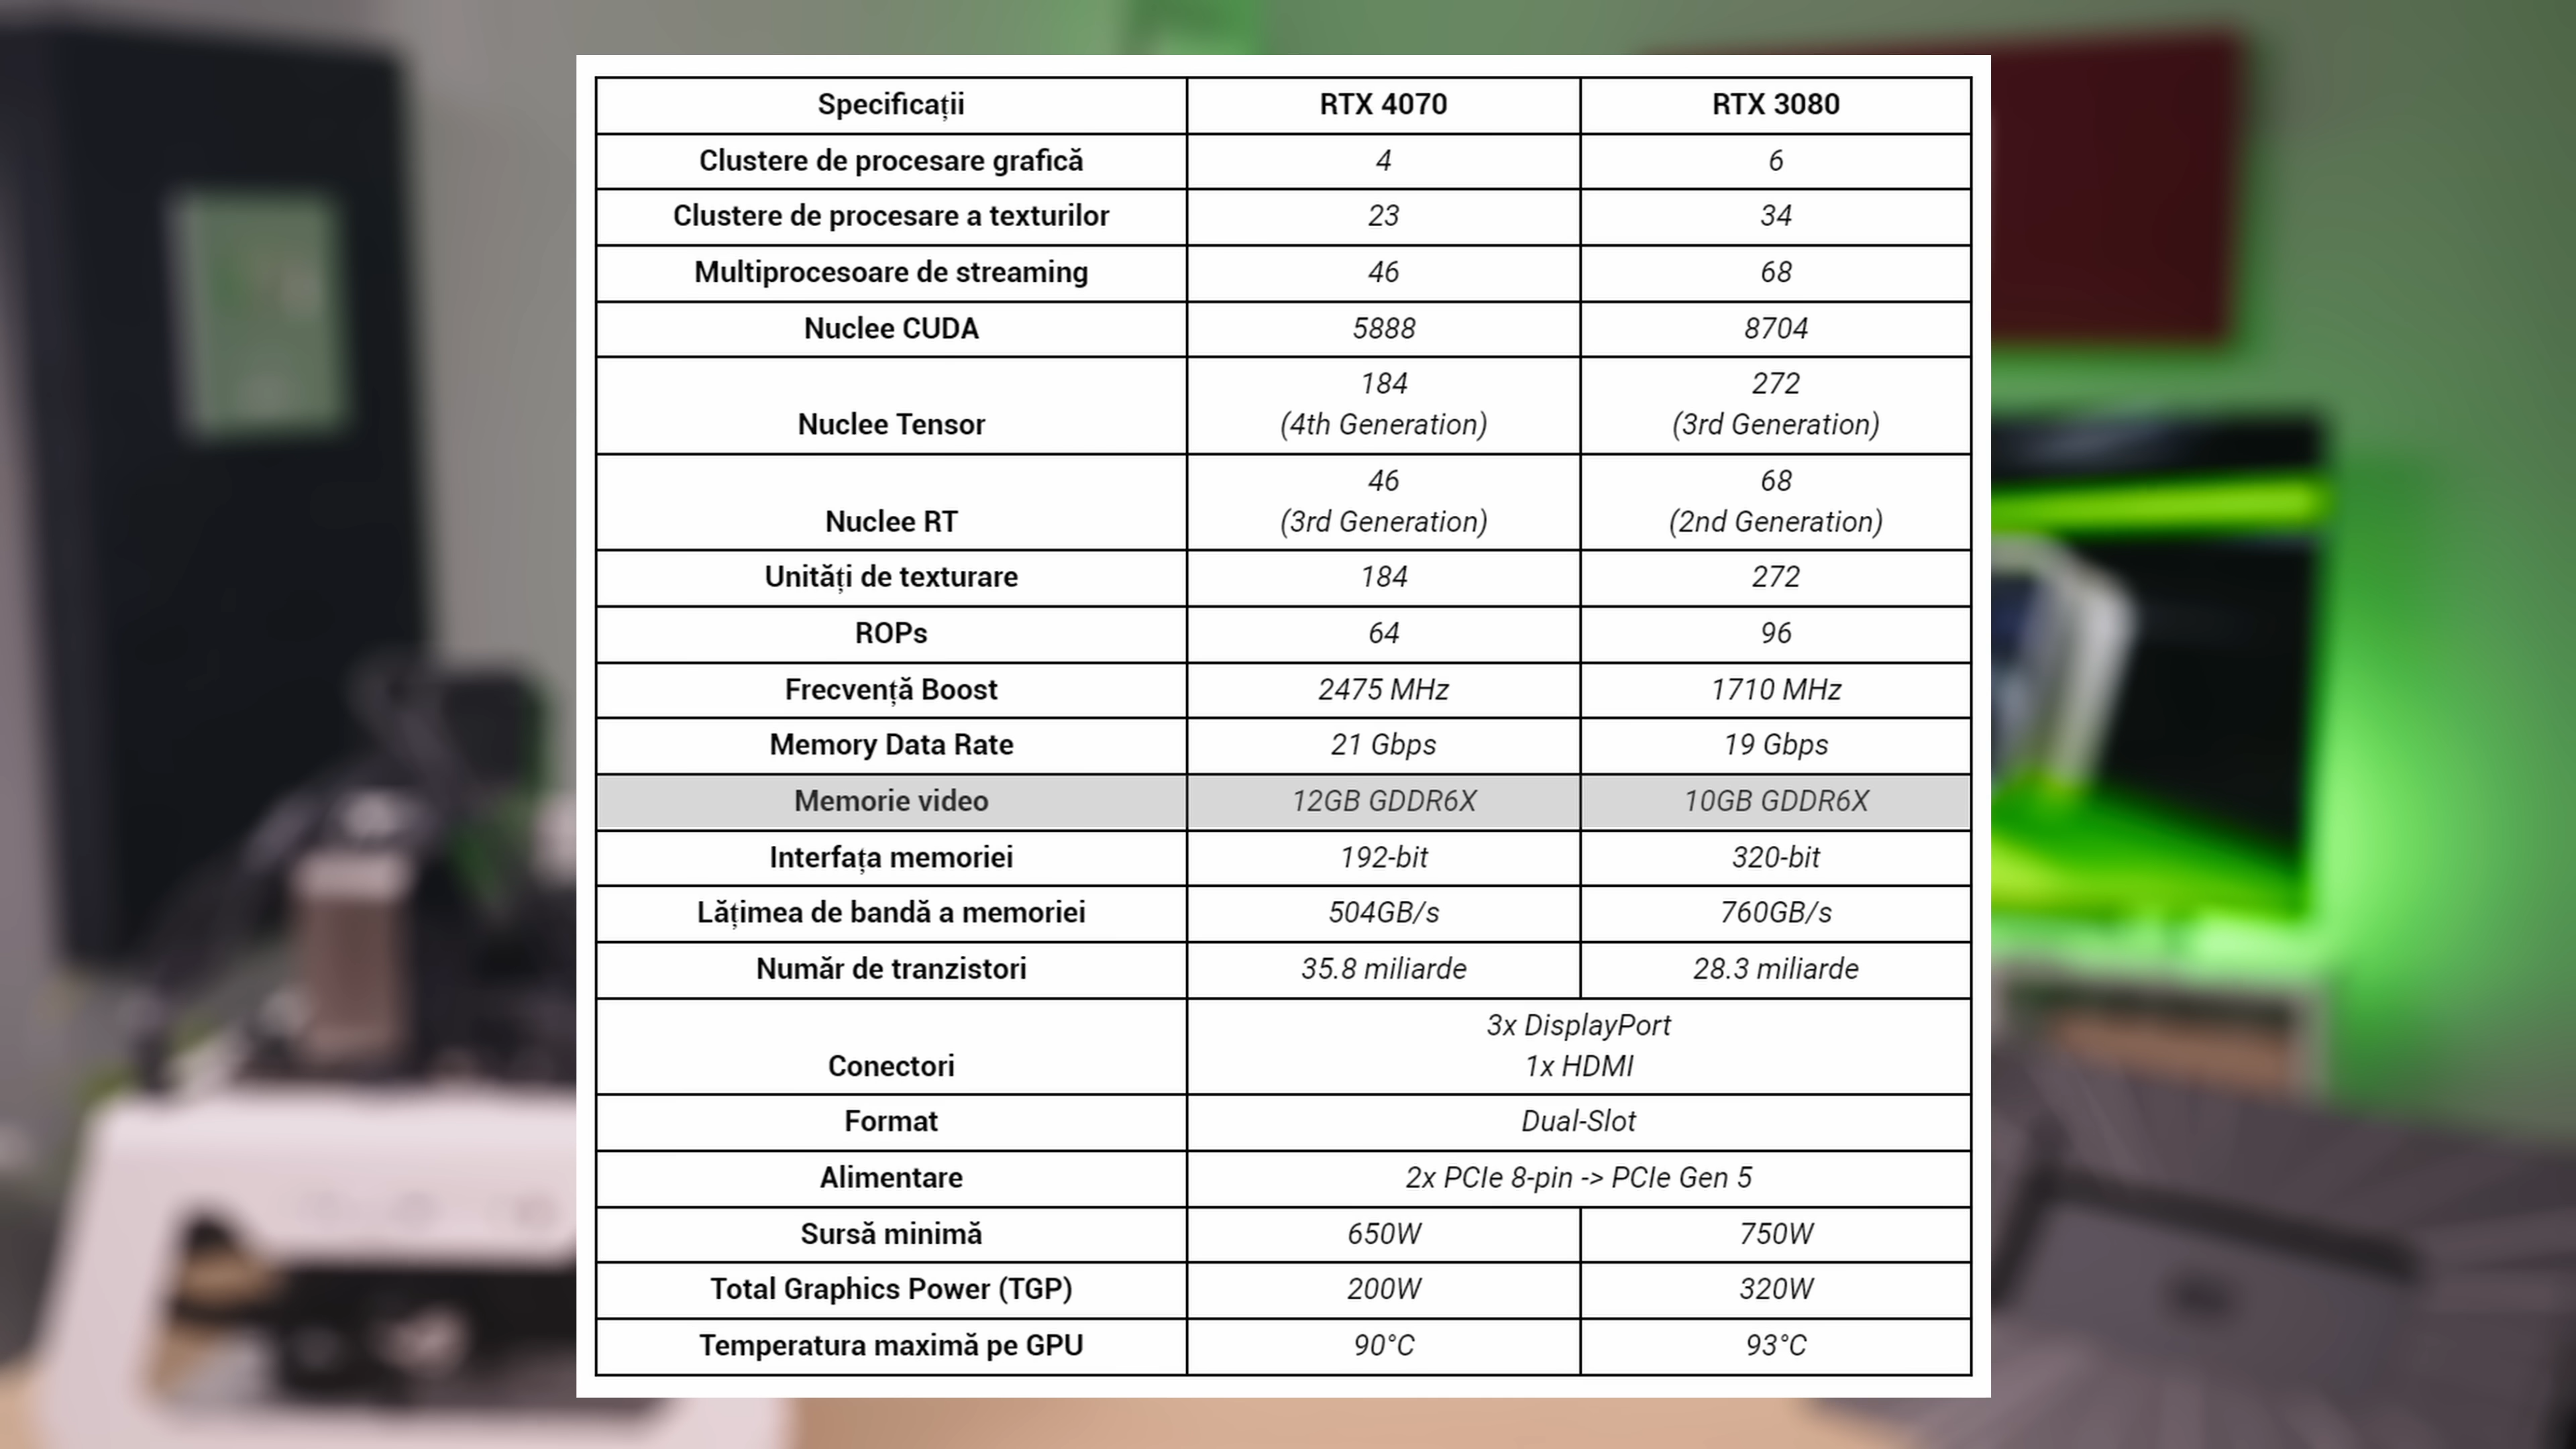 Specificații RTX 4070 RTX 3080
Clustere de procesare grafică 4 6
Clustere de procesare a texturilor 23 34
Multiprocesoare de streaming 46 68
Nuclee CUDA 5888 8704
184 272
Nuclee Tensor (4th Generation) (3rd Generation)
46 68
Nuclee RT (3rd Generation) (2nd Generation)
Unități de texturare 184 272
ROPs 64 96
Frecvență Boost 2475 MHz 1710 MHz
Memory Data Rate 21 Gbps 19 Gbps
Memorie video 12GB GDDR6X 10GB GDDR6X
Interfața memoriei 192-bit 320-bit
Lățimea de bandă a memoriei 504GB/s 760GB/s
Număr de tranzistori 35.8 miliarde 28.3 miliarde
3x DisplayPort
Conectori 1x HDMI
Format Dual-Slot
Alimentare 2x PCIe 8-pin -> PCIe Gen 5
Sursă minimă 650W 750W
Total Graphics Power (TGP) 200W 320W
Temperatura maximă pe GPU 90°C 93°C